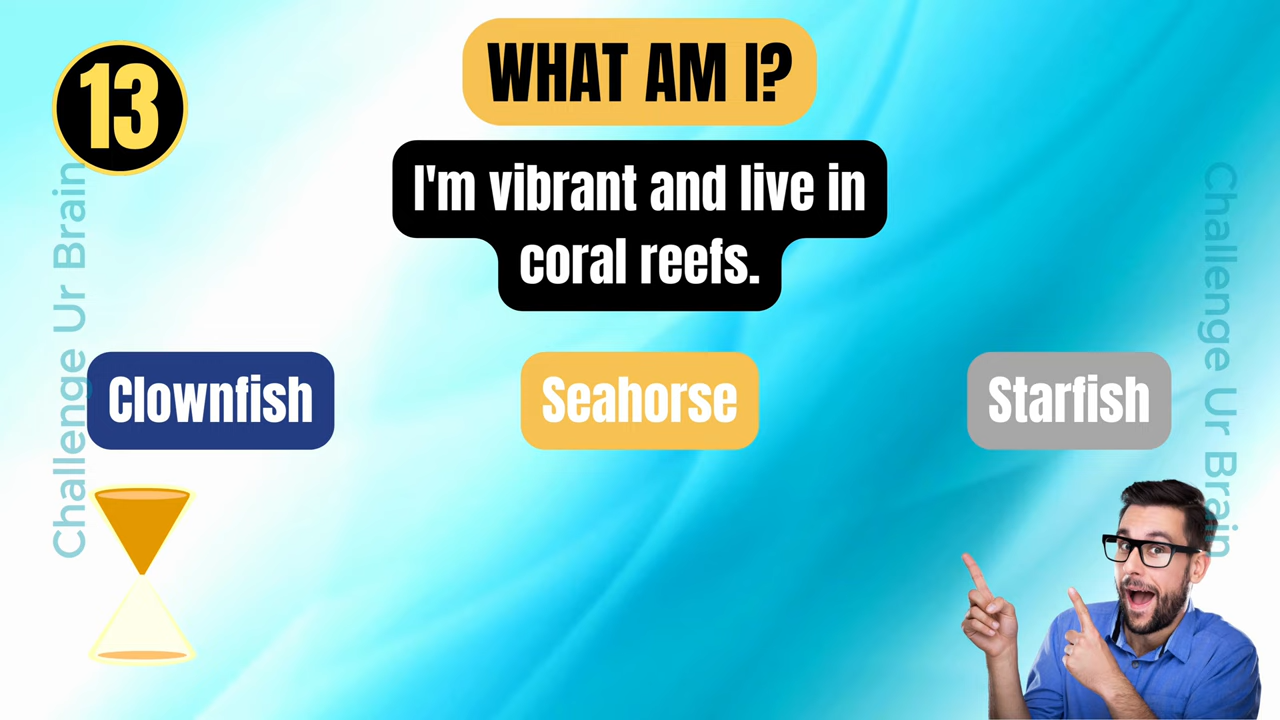 13
WHAT AM I?
I'm vibrant and live in
coral reefs.
Clownfish
Seahorse
Starfish
Challenge Ur Brain
Challenge Ur Brain